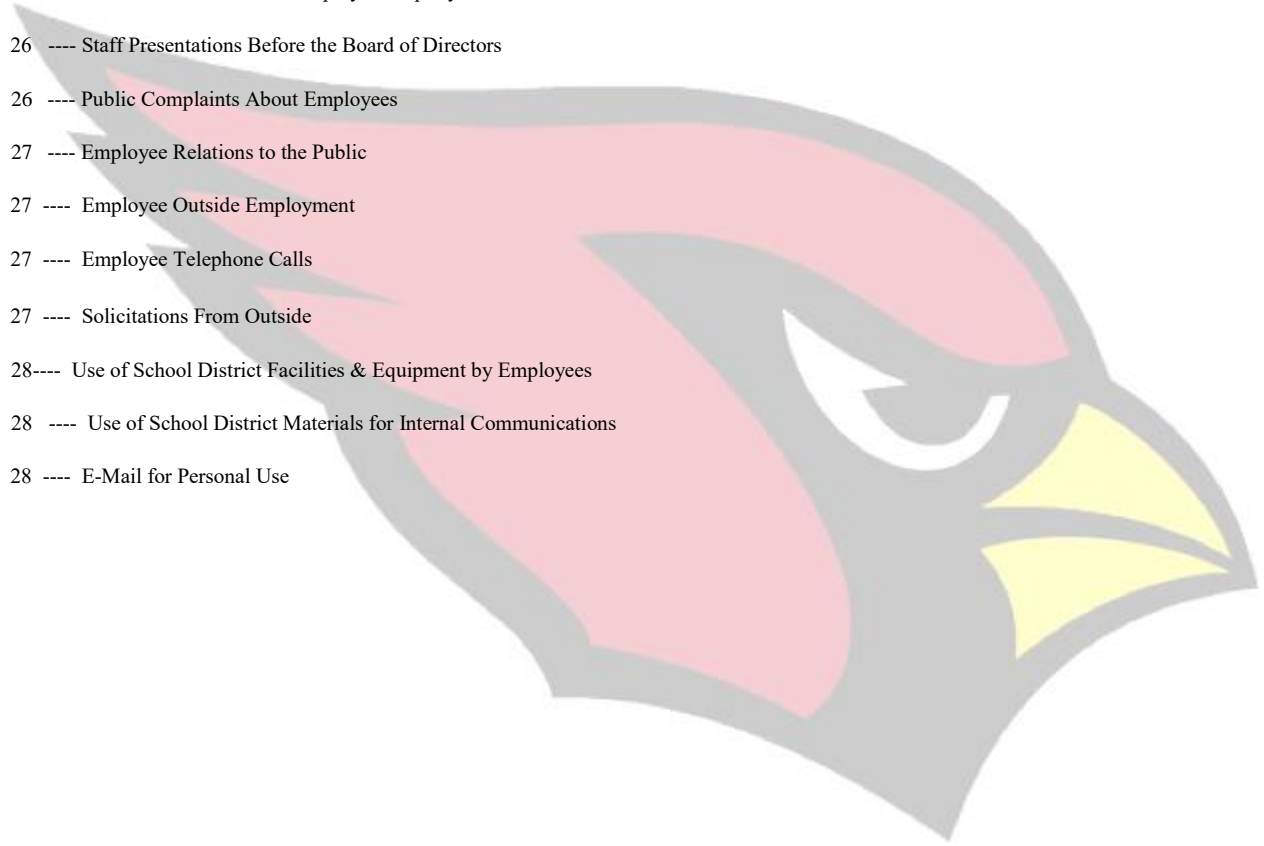 26 ---- Staff Presentations Before the Board of Directors
26 ---- Public Complaints About Employees
27 ---- Employee Relations to the Public
27 ---- Employee Outside Employment
27 ---- Employee Telephone Calls
27 ---- Solicitations From Outside
28---- Use of School District Facilities & Equipment by Employees
28 ---- Use of School District Materials for Internal Communications
28 ---- E-Mail for Personal Use